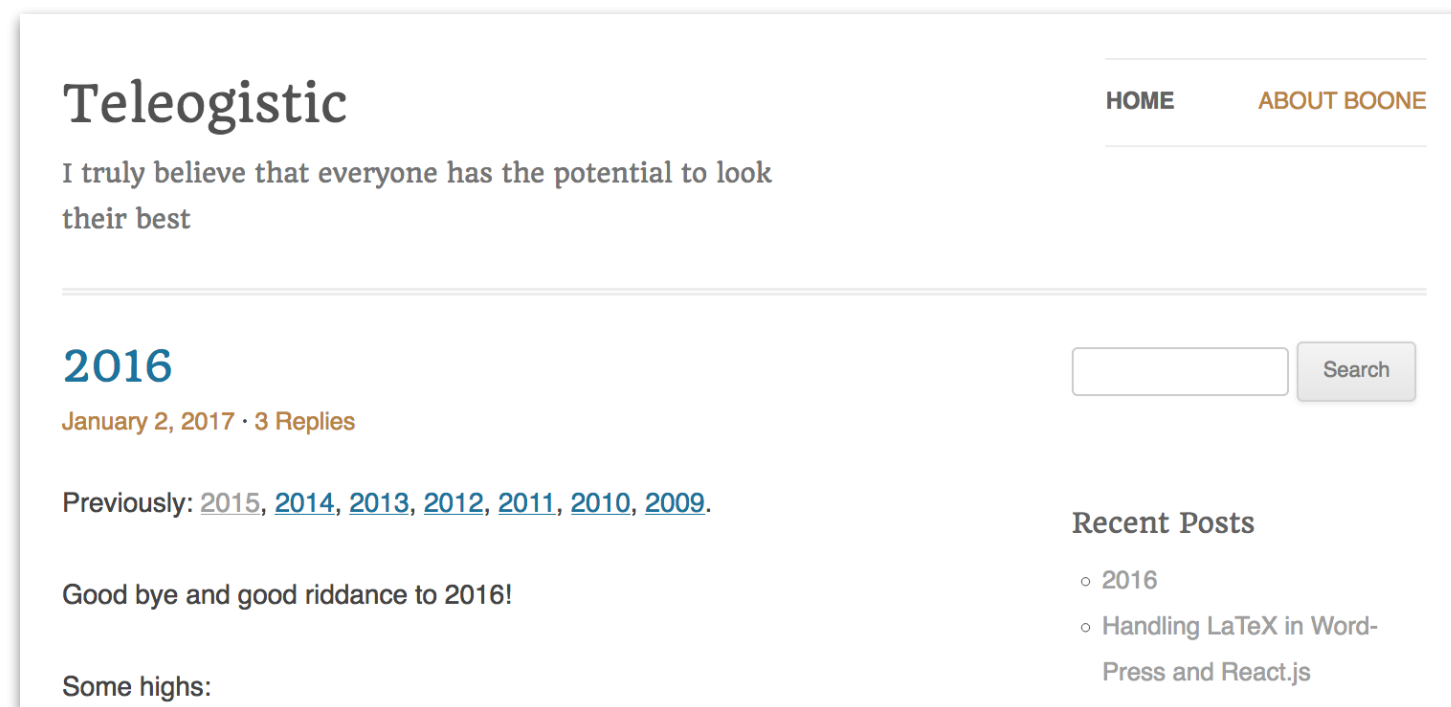 Teleogistic
I truly believe that everyone has the potential to look
their best
HOME
ABOUT BOONE
2016
January 2, 2017 · 3 Replies
Previously: 2015, 2014, 2013, 2012, 2011, 2010, 2009.
Good bye and good riddance to 2016!
Some highs:
Search
Recent Posts
2016
Handling LaTeX in Word-
Press and React.js